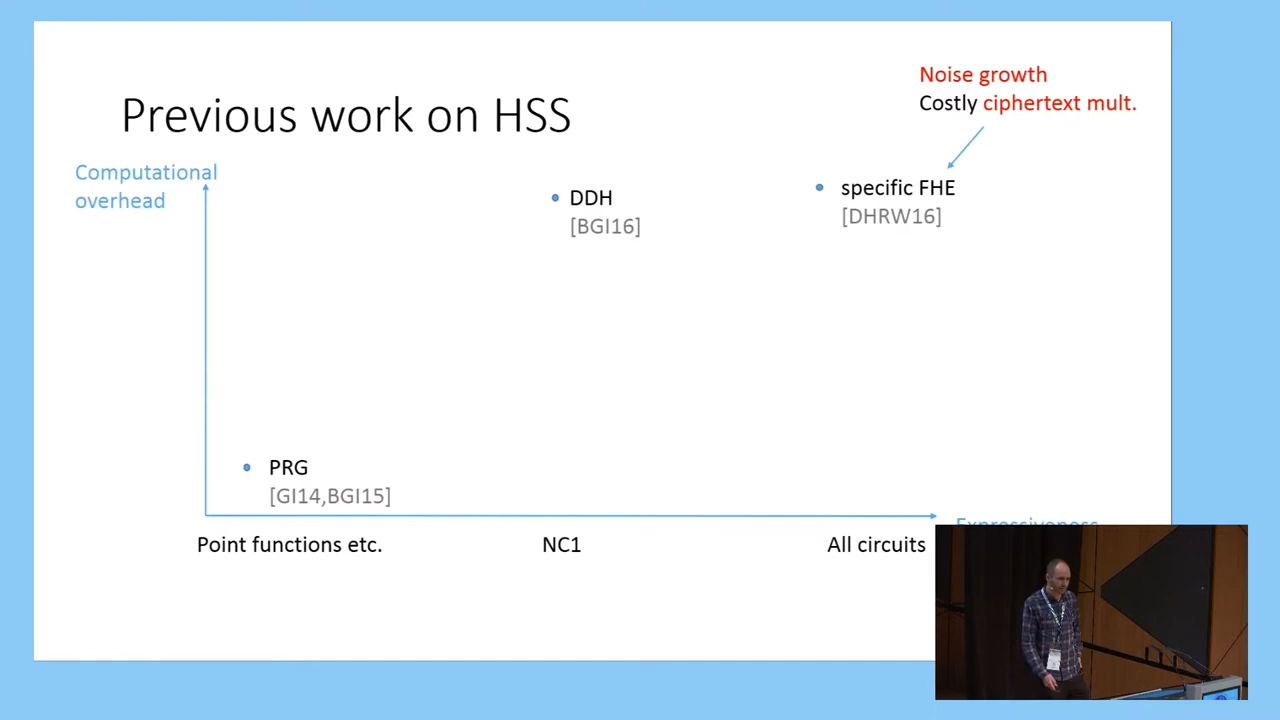 Noise growth
Costly ciphertext mult.
Previous work on HSS
Computational
overhead
DDH
[BGI16]
specific FHE
[DHRW16]
PRG
[GI14,BGI15]
Expressiveness
Point functions etc.
NC1
All circuits